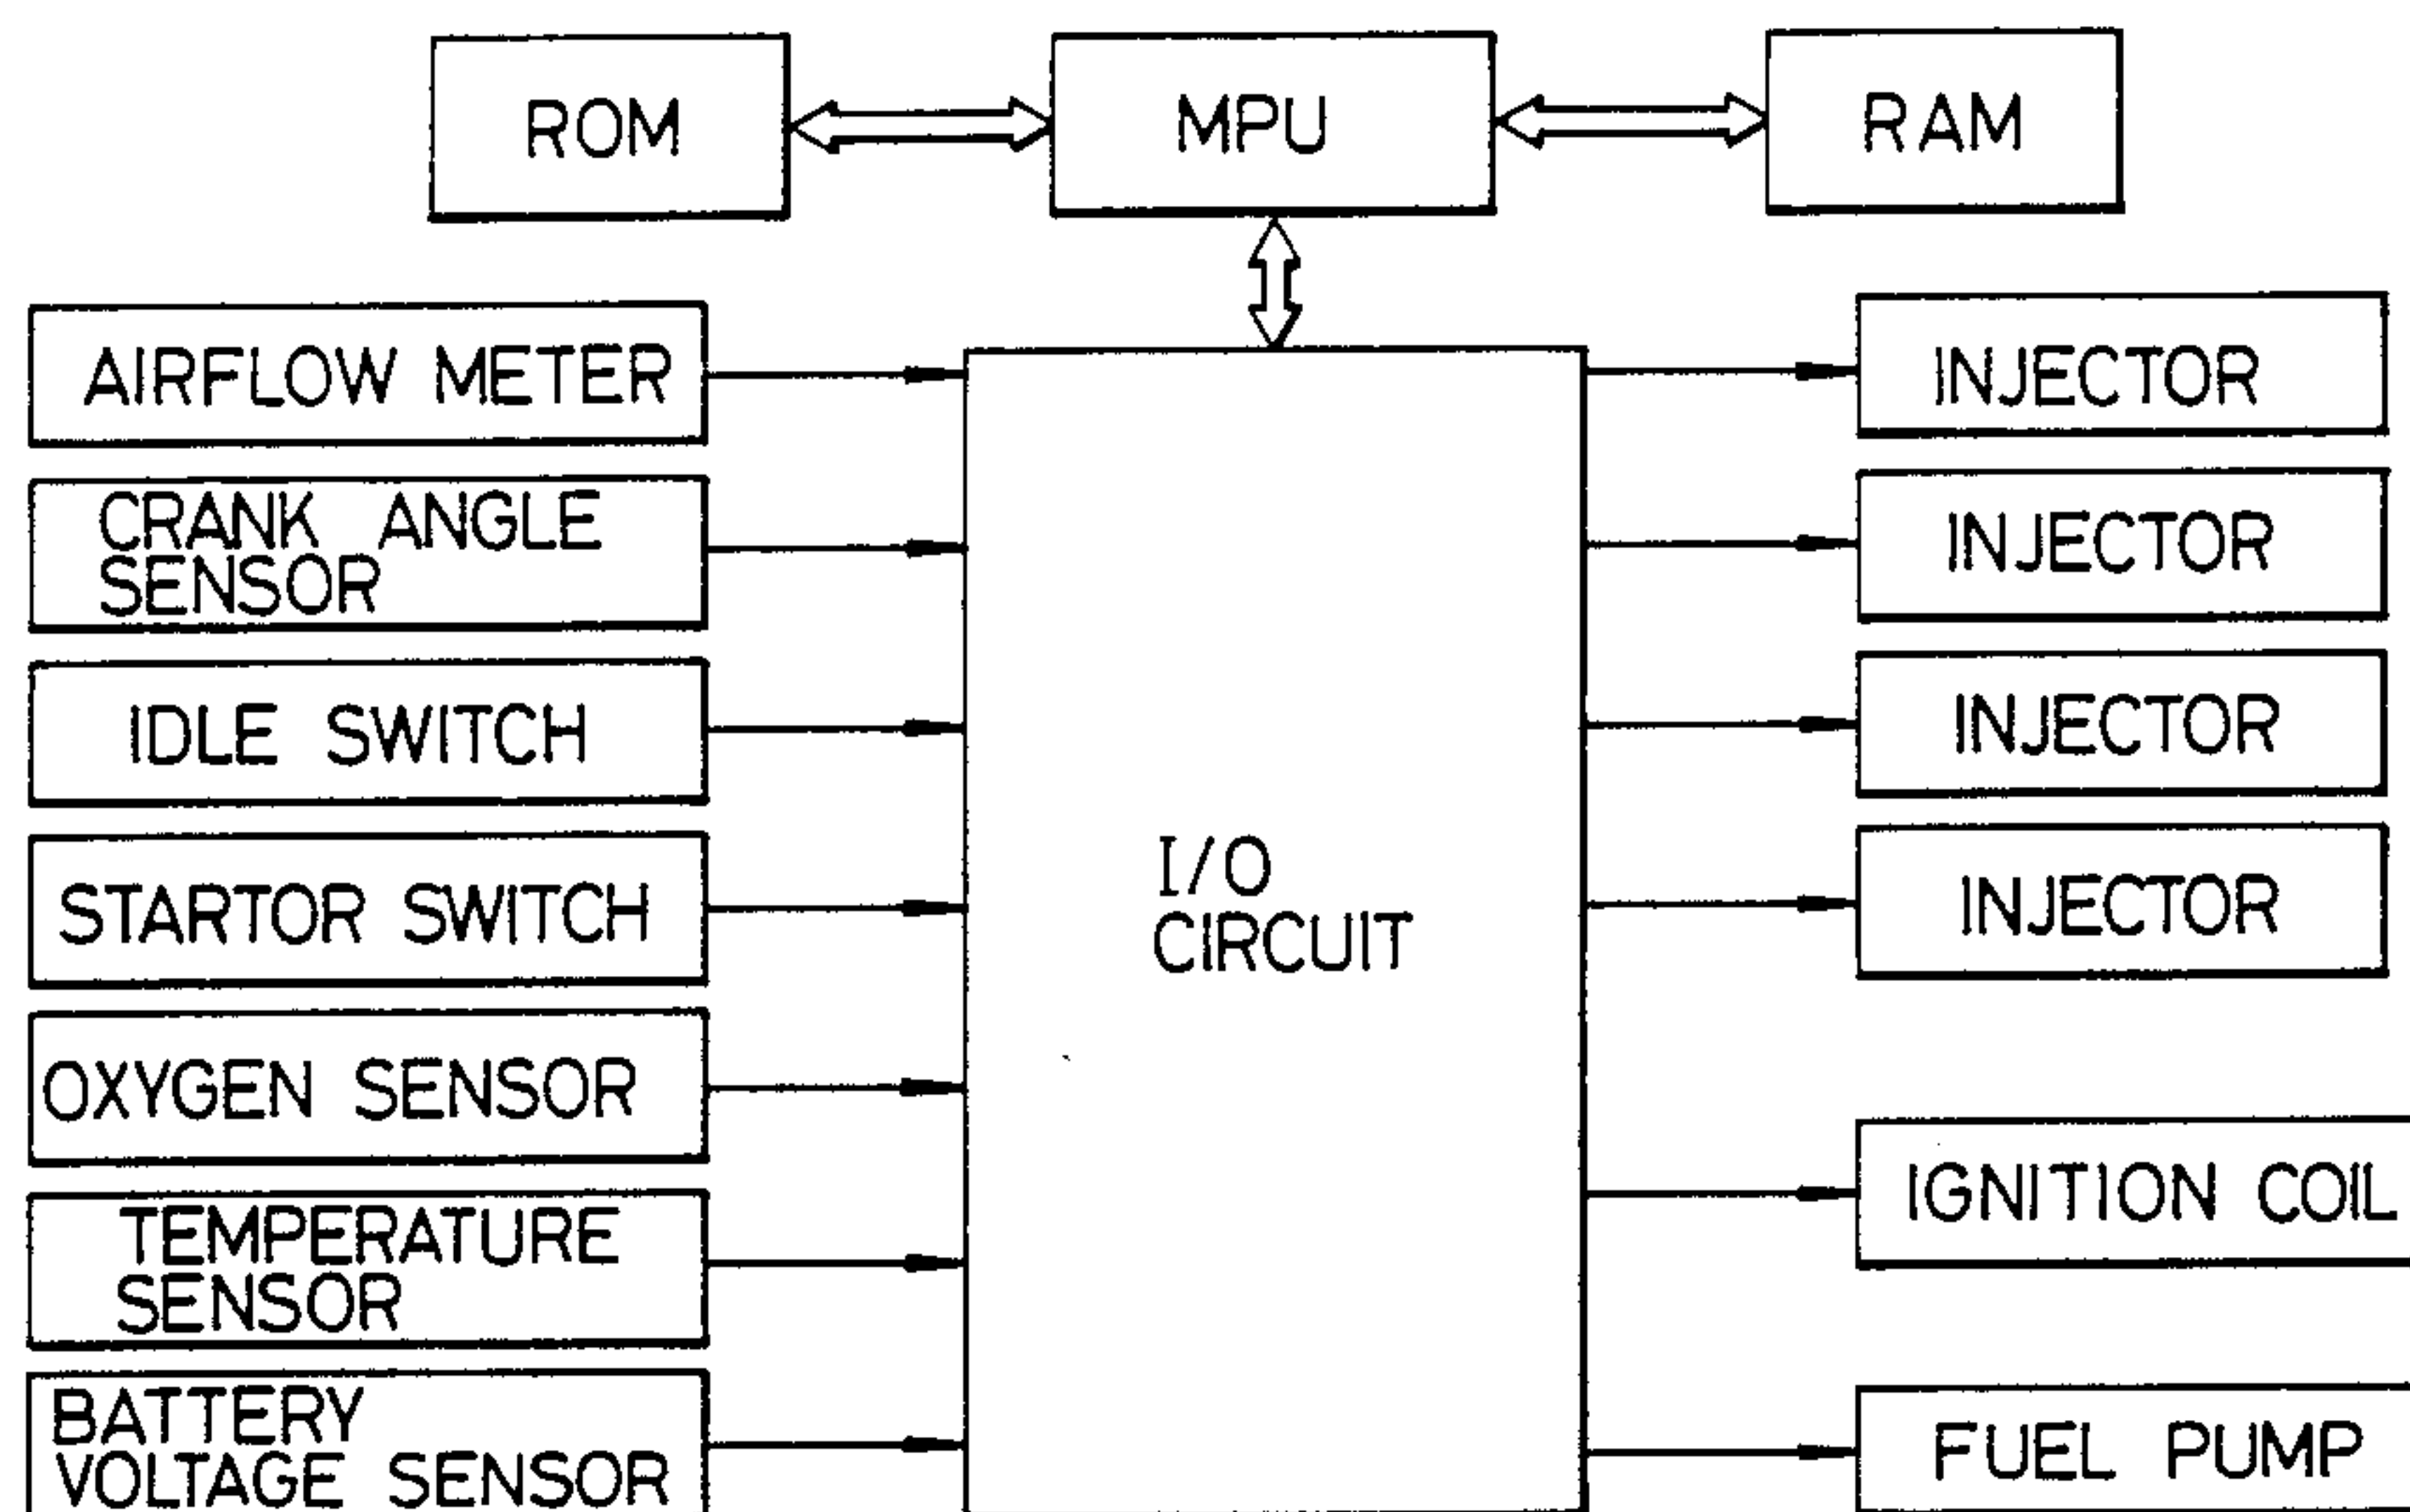 ROM
MPU
RAM
AIRFLOW METER
CRANK ANGLE
SENSOR
IDLE SWITCH
STARTOR SWITCH
OXYGEN SENSOR
TEMPERATURE
SENSOR
BATTERY
VOLTAGE SENSOR
I/O
CIRCUIT
INJECTOR
INJECTOR
INJECTOR
INJECTOR
IGNITION COIL
FUEL PUMP